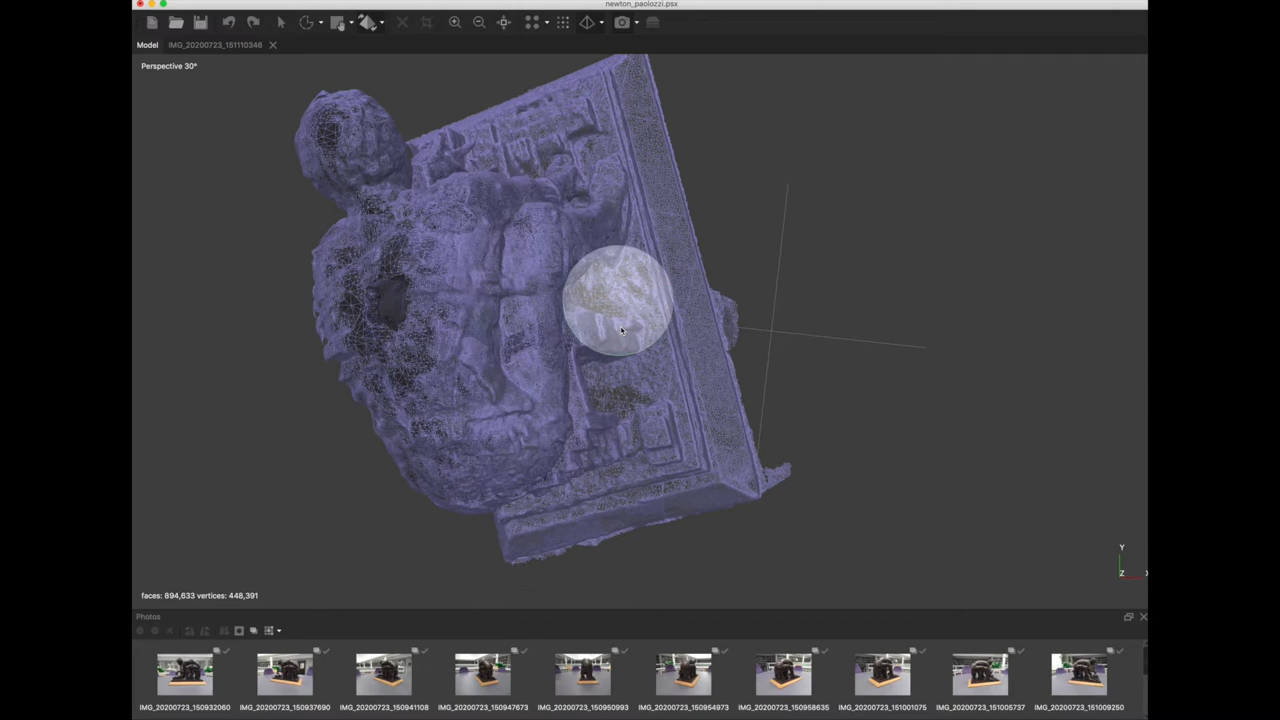 newton_paolozzi.psx
Model IMG_20200723_151110346
Perspective 30°
Y
Z X
faces: 894,633 vertices: 448,391
Photos
IMG_20200723_150932060 IMG_20200723_150937690 IMG_20200723_150941108 IMG_20200723_150947673 IMG_20200723_150950993 IMG_20200723_150954973 IMG_20200723_150958635 IMG_20200723_151001075 IMG_20200723_151005737 IMG_20200723_151009250